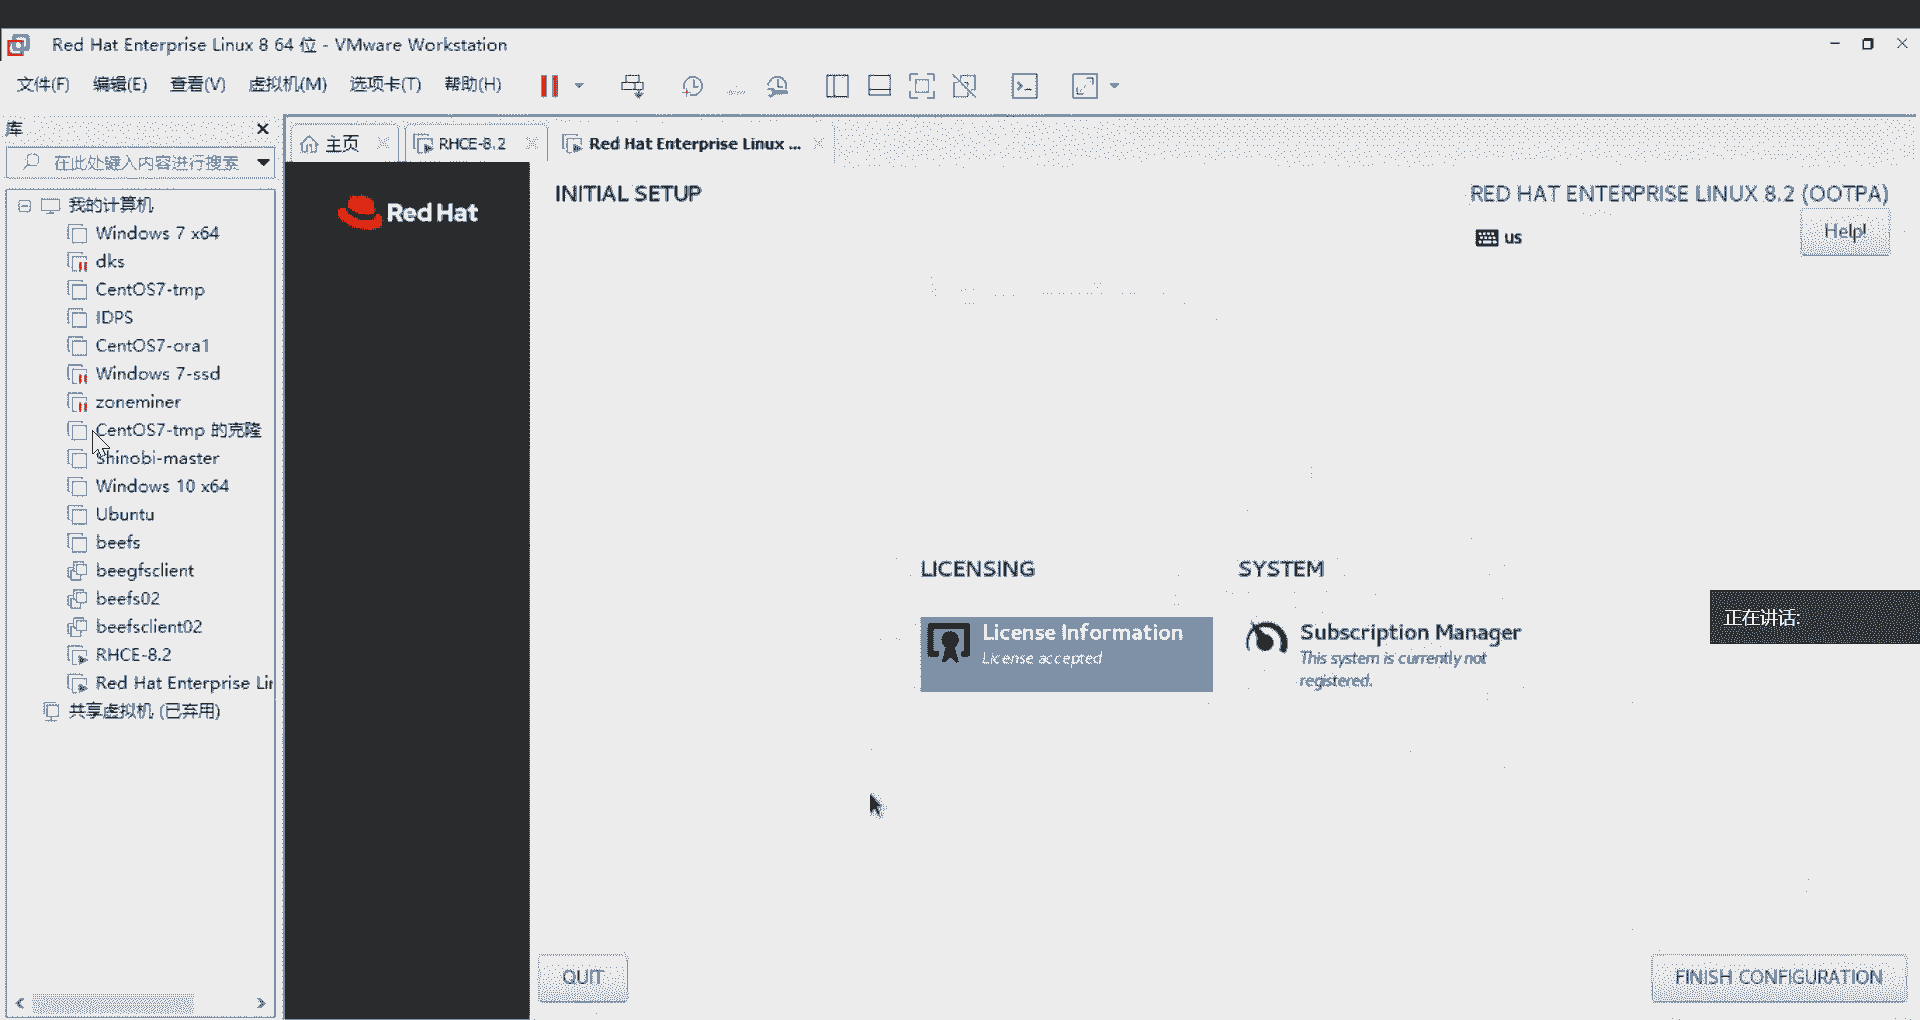 Red Hat Enterprise Linux 8 64 位 - VMware Workstation
文件(F) 编辑(E) 查看(V) 虚拟机(M) 选项卡(T) 帮助(H)
库
在此处键入内容进行搜索
我的计算机
Windows 7 x64
dks
CentOS7-tmp
IDPS
CentOS7-ora1
Windows 7-ssd
zoneminer
CentOS7-tmp 的克隆
Shinobi-master
Windows 10 x64
Ubuntu
beefs
beegfsclient
beefs02
beefsclient02
RHCE-8.2
Red Hat Enterprise Lir
共享虚拟机 (已弃用)
主页
RHCE-8.2
Red Hat Enterprise Linux ...
Red Hat
INITIAL SETUP
RED HAT ENTERPRISE LINUX 8.2 (OOTPA)
us
Help!
LICENSING
License Information
License accepted
SYSTEM
Subscription Manager
This system is currently not
registered.
正在讲话:
QUIT
FINISH CONFIGURATION